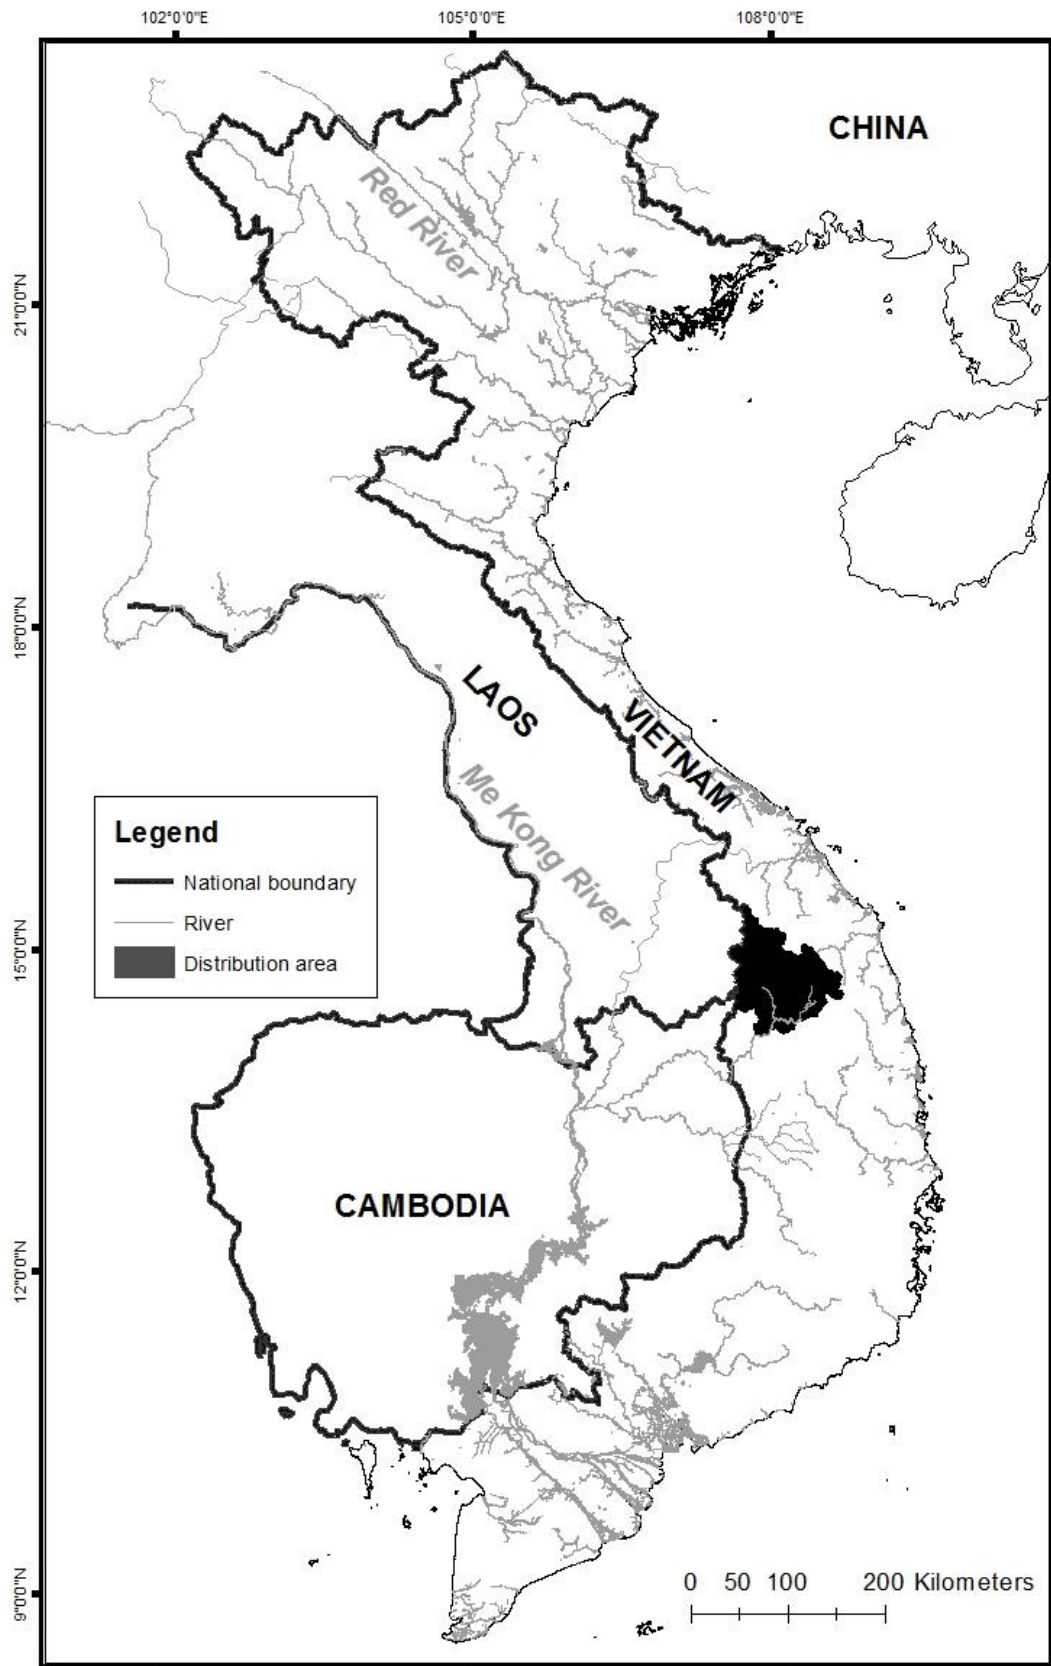 102°0'0"E 105°0'0"E 108°0'0"E
CHINA
Red River
21°0'0"N
18°0'0"N
LAOS
VIETNAM
Me Kong River
Legend
National boundary
River
Distribution area
15°0'0"N
CAMBODIA
12°0'0"N
9°0'0"N
0 50 100 200 Kilometers